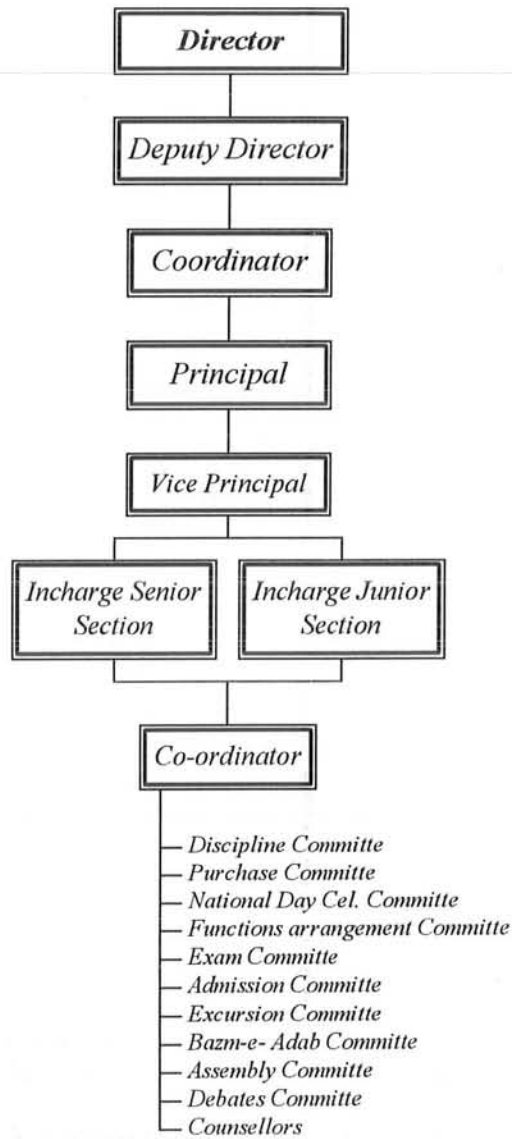 Director
Deputy Director
Coordinator
Principal
Vice Principal
Incharge Senior
Section
Incharge Junior
Section
Co-ordinator
Discipline Committe
Purchase Committe
National Day Cel. Committe
Functions arrangement Committe
Exam Committe
Admission Committe
Excursion Committe
Bazm-e- Adab Committe
Assembly Committe
Debates Committe
Counsellors